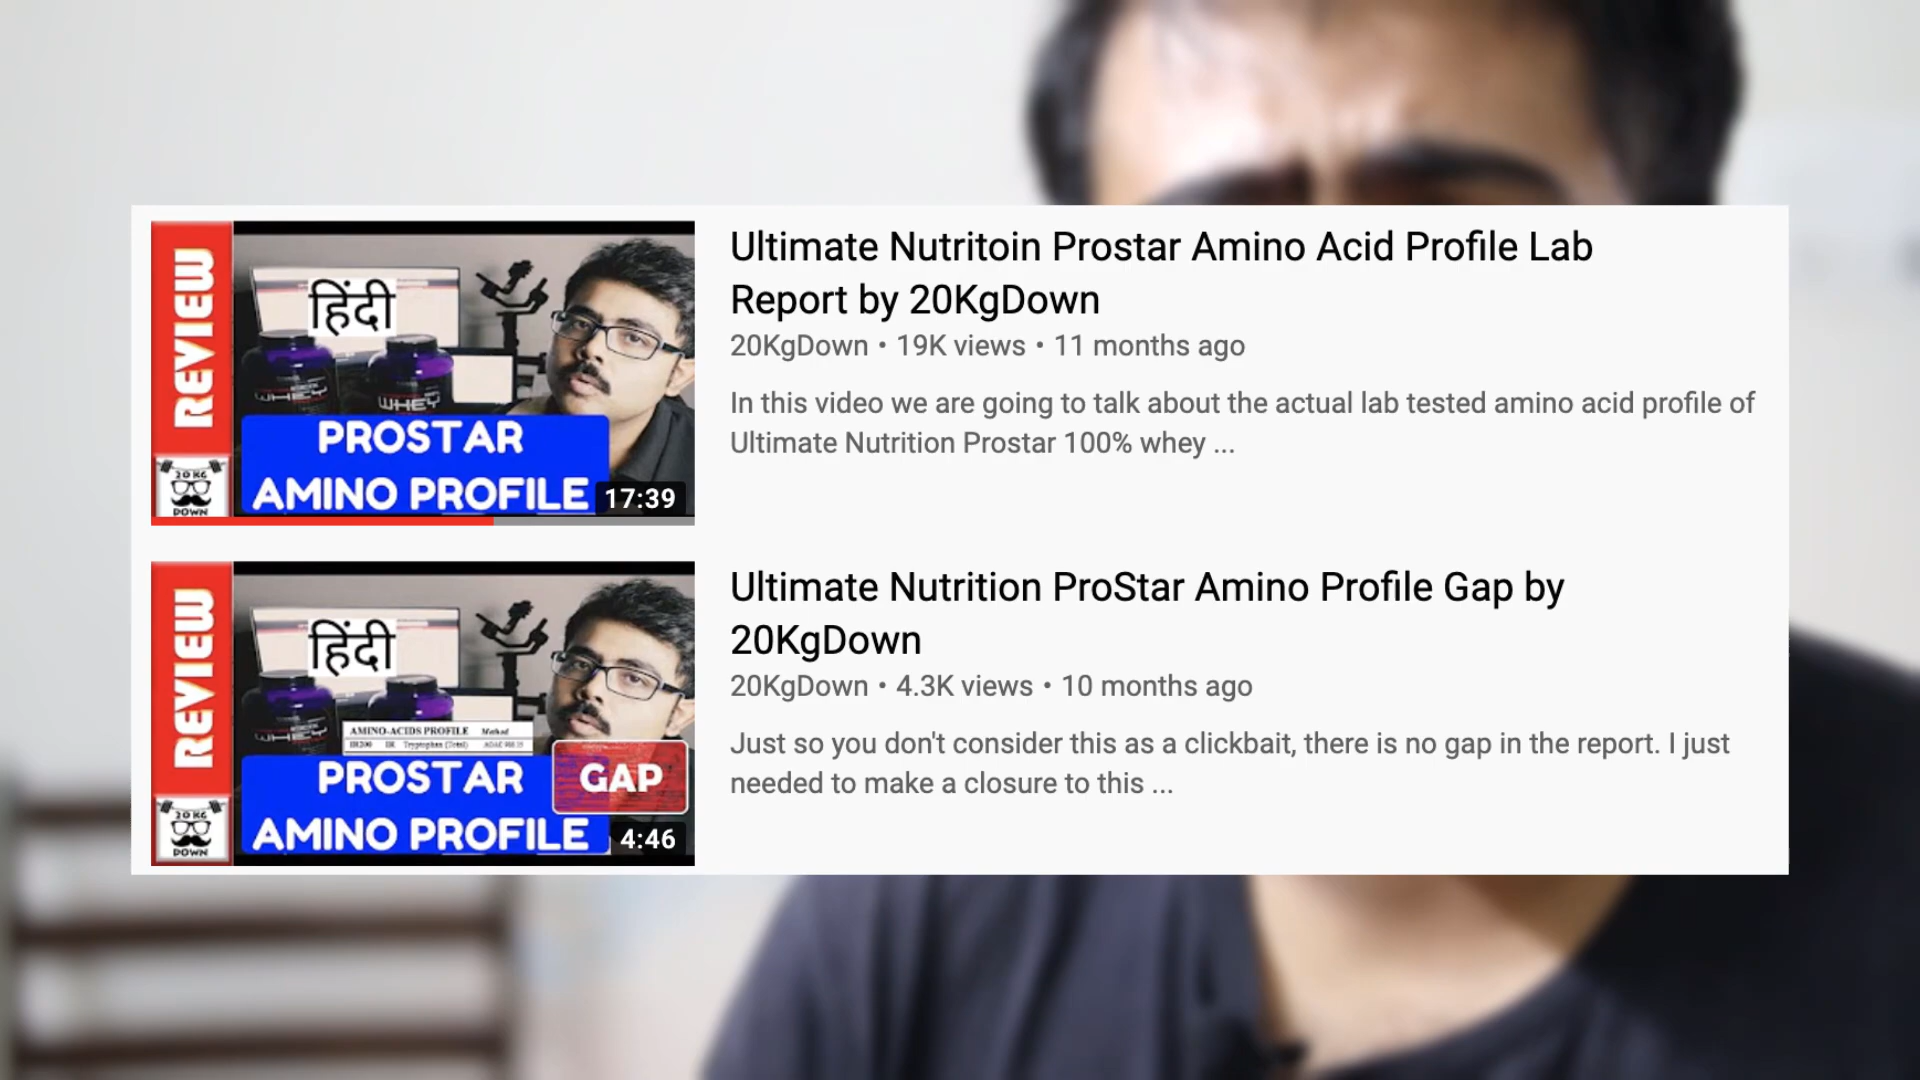 REVIEW
हिंदी
WHEY
WHEY
PROSTAR
AMINO PROFILE
20 KG
DOWN
17:39
Ultimate Nutritoin Prostar Amino Acid Profile Lab
Report by 20KgDown
20KgDown • 19K views • 11 months ago
In this video we are going to talk about the actual lab tested amino acid profile of
Ultimate Nutrition Prostar 100% whey ...
REVIEW
हिंदी
WHEY
AMINO-ACIDS PROFILE Method
Tryptophan (Total)
PROSTAR
GAP
AMINO PROFILE
20 KG
DOWN
4:46
Ultimate Nutrition ProStar Amino Profile Gap by
20KgDown
20KgDown • 4.3K views • 10 months ago
Just so you don't consider this as a clickbait, there is no gap in the report. I just
needed to make a closure to this ...